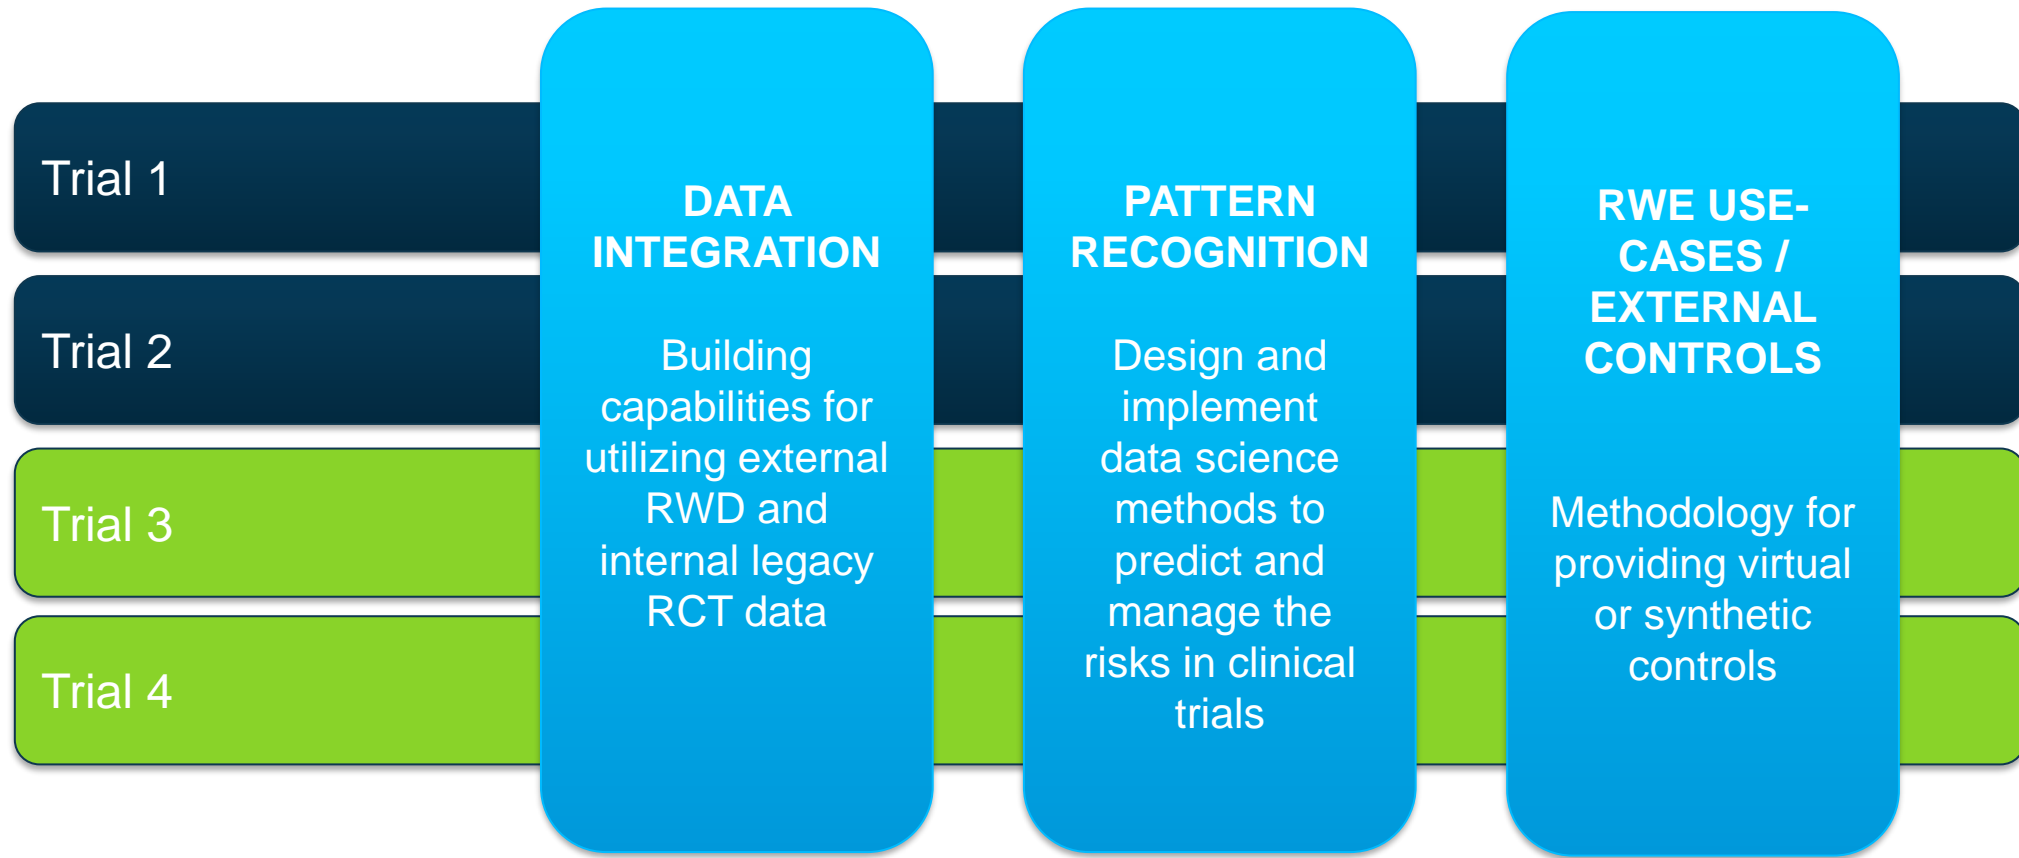 Trial 1
Trial 2
Trial 3
Trial 4
DATA
INTEGRATION
Building
capabilities for
utilizing external
RWD and
internal legacy
RCT data
PATTERN
RECOGNITION
Design and
implement
data science
methods to
predict and
manage the
risks in clinical
trials
RWE USE-
CASES /
EXTERNAL
CONTROLS
Methodology for
providing virtual
or synthetic
controls